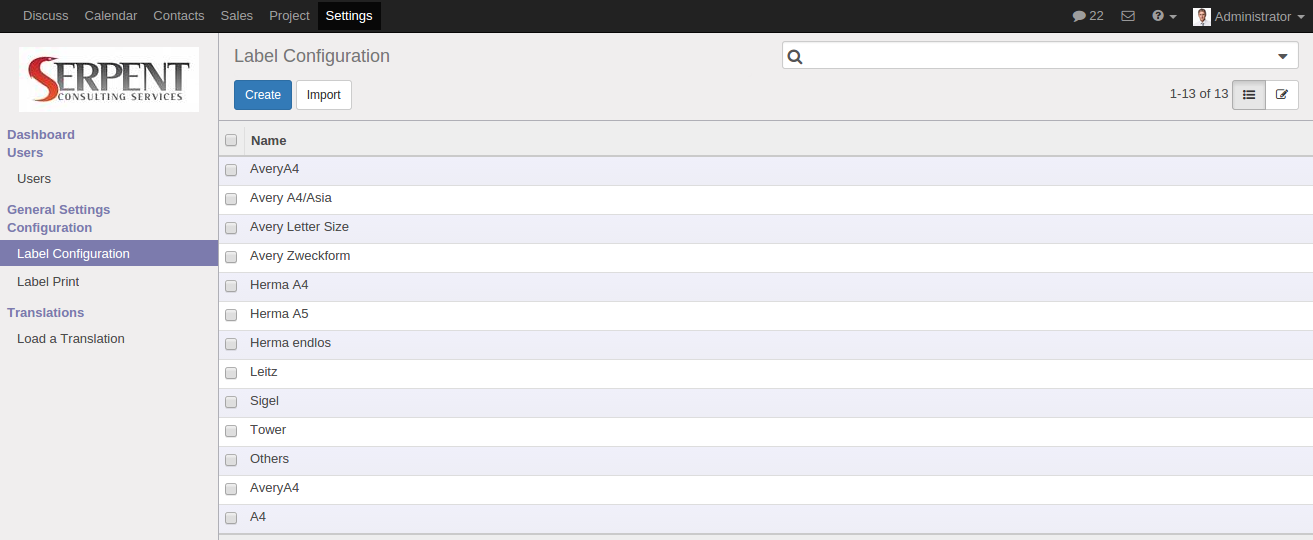 Discuss Calendar Contacts Sales Project Settings 22 Administrator
SERPENT
CONSULTING SERVICES
Dashboard
Users
Users
General Settings
Configuration
Label Configuration
Label Print
Translations
Load a Translation
Label Configuration
Create Import 1-13 of 13
Name
AveryA4
Avery A4/Asia
Avery Letter Size
Avery Zweckform
Herma A4
Herma A5
Herma endlos
Leitz
Sigel
Tower
Others
AveryA4
A4